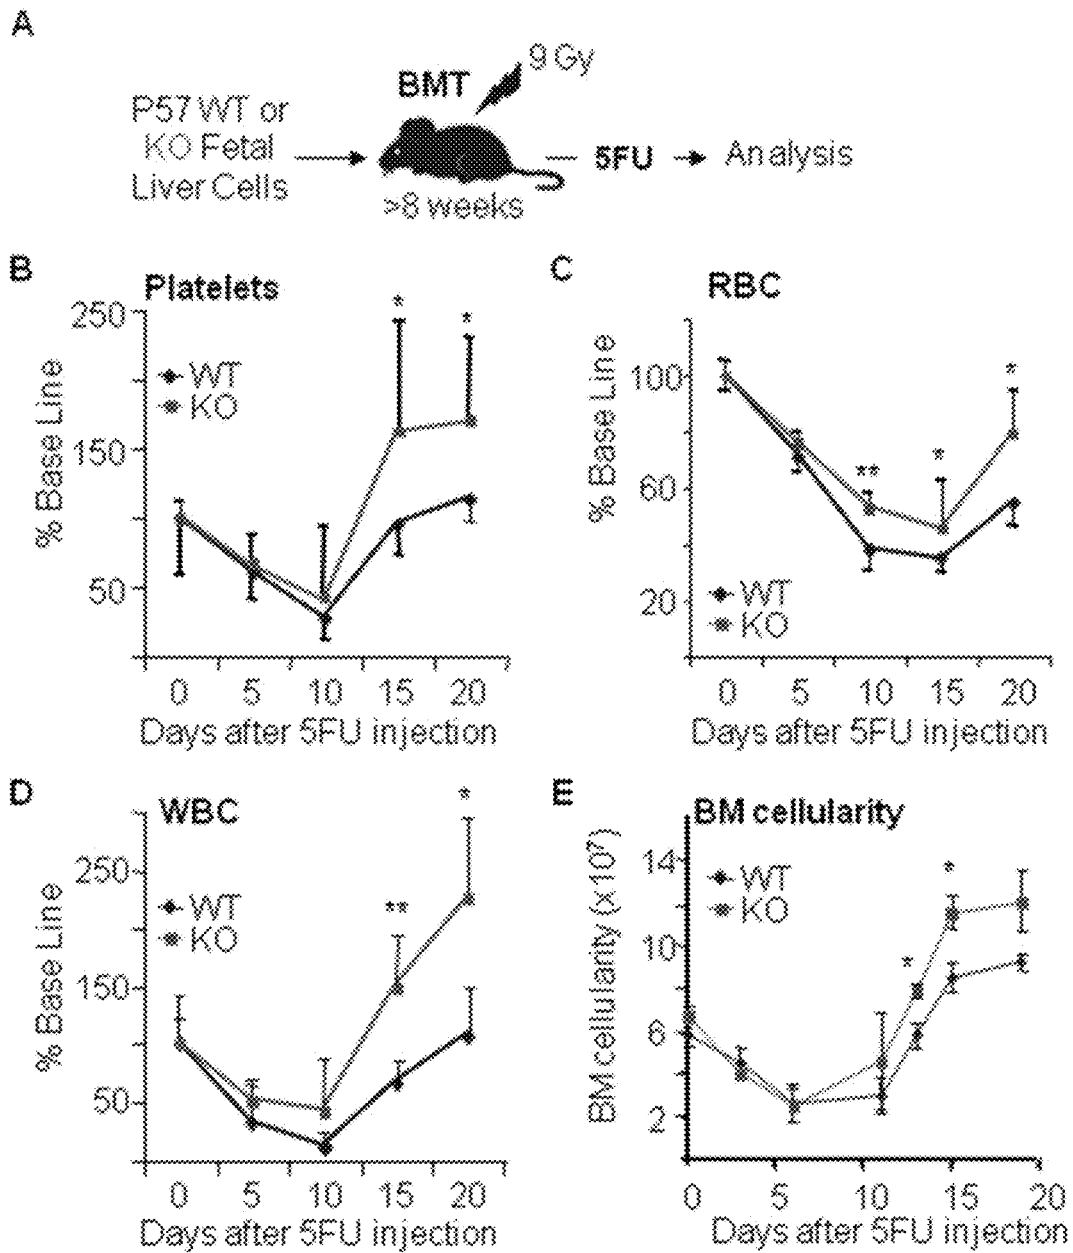 A
9 Gy
BMT
P57 WT or
KO Fetal
Liver Cells
5FU
Analysis
>8 weeks
B
Platelets
250
150
50
% Base Line
WT
KO
*
*
0 5 10 15 20
Days after 5FU injection
C
RBC
100
60
20
% Base Line
**
*
*
WT
KO
0 5 10 15 20
Days after 5FU injection
D
WBC
250
150
50
% Base Line
WT
KO
**
*
0 5 10 15 20
Days after 5FU injection
E
BM cellularity
14
10
6
2
BM cellularity (x10⁷)
WT
KO
*
*
0 5 10 15 20
Days after 5FU injection